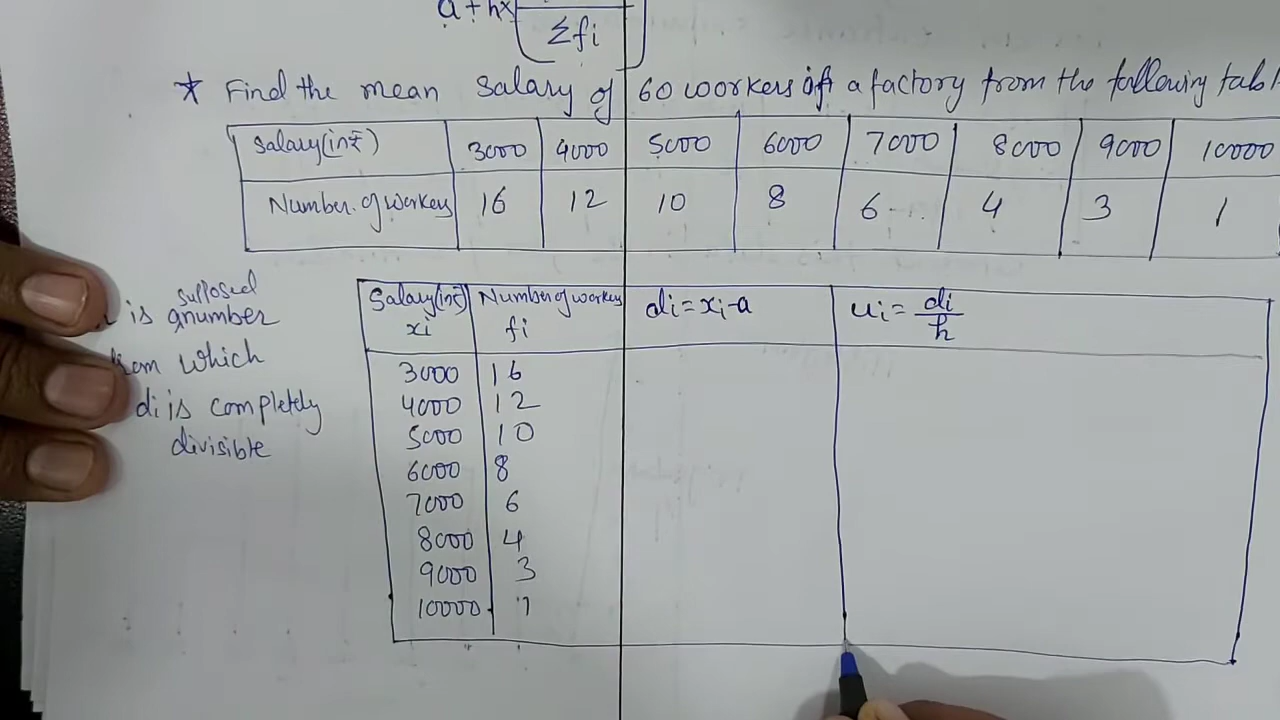 a + h×
Σfi
* Find the mean salary of 60 workers of a factory from the following
Salary(in₹) 3000 4000 5000 6000 7000 8000 9000 10000
Number of workers 16 12 10 8 6 4 3 1
is supposed a number
from which
di is completely
divisible
Salary(in₹) xi Number of workers fi di = xi - a ui = di/h
3000 16
4000 12
5000 10
6000 8
7000 6
8000 4
9000 3
10000 1